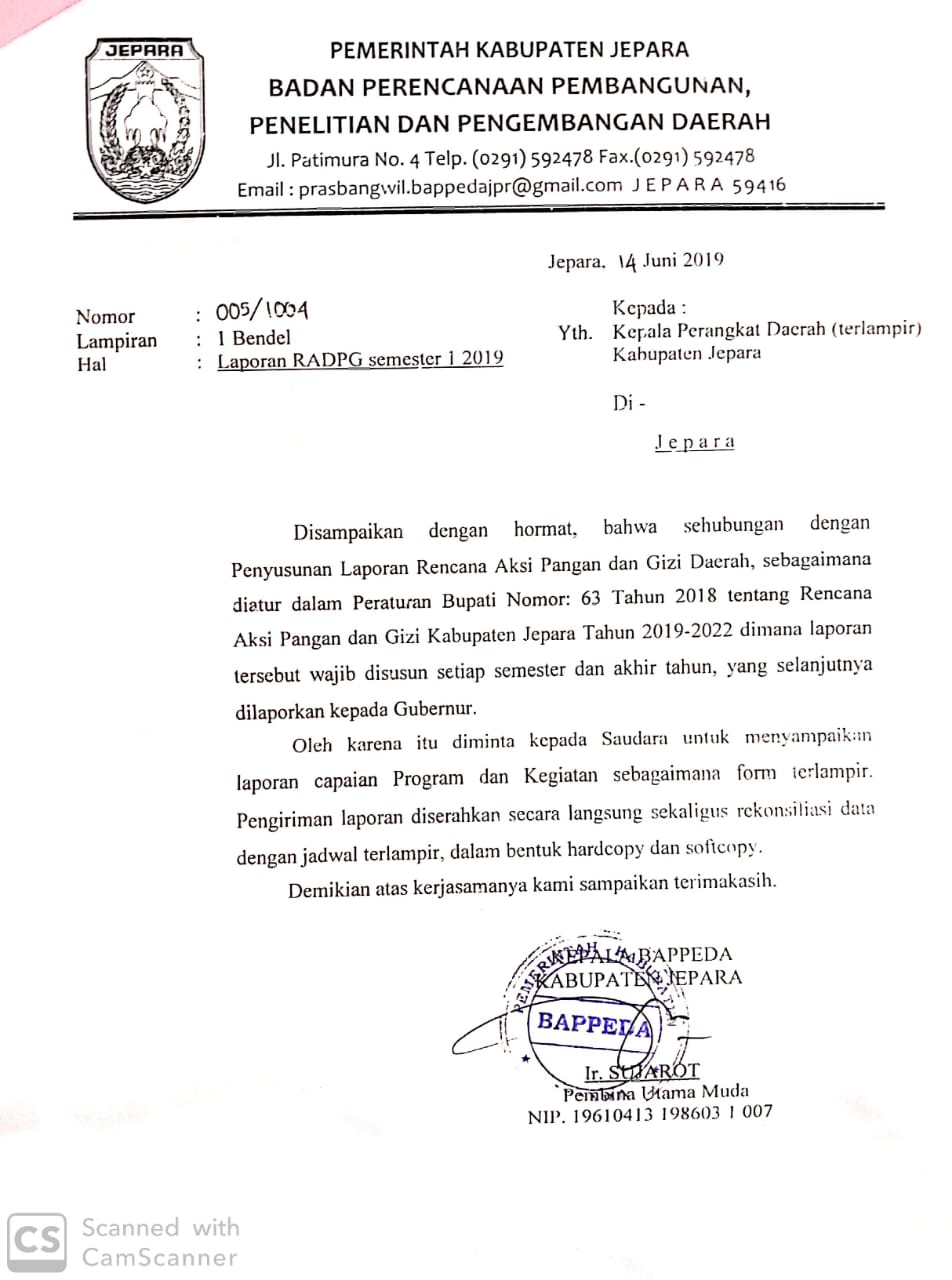 JEPARA
PEMERINTAH KABUPATEN JEPARA
BADAN PERENCANAAN PEMBANGUNAN,
PENELITIAN DAN PENGEMBANGAN DAERAH
Jl. Patimura No. 4 Telp. (0291) 592478 Fax.(0291) 592478
Email : prasbangwil.bappedajpr@gmail.com J E P A R A 59416
Jepara, 14 Juni 2019
Nomor : 005/1004
Lampiran : 1 Bendel
Hal : Laporan RADPG semester 1 2019
Kepada :
Yth. Kepala Perangkat Daerah (terlampir)
Kabupaten Jepara
Di -
J e p a r a
Disampaikan dengan hormat, bahwa sehubungan dengan
Penyusunan Laporan Rencana Aksi Pangan dan Gizi Daerah, sebagaimana
diatur dalam Peraturan Bupati Nomor: 63 Tahun 2018 tentang Rencana
Aksi Pangan dan Gizi Kabupaten Jepara Tahun 2019-2022 dimana laporan
tersebut wajib disusun setiap semester dan akhir tahun, yang selanjutnya
dilaporkan kepada Gubernur.
Oleh karena itu diminta kepada Saudara untuk menyampaikan
laporan capaian Program dan Kegiatan sebagaimana form terlampir.
Pengiriman laporan diserahkan secara langsung sekaligus rekonsiliasi data
dengan jadwal terlampir, dalam bentuk hardcopy dan softcopy.
Demikian atas kerjasamanya kami sampaikan terimakasih.
KEPALA BAPPEDA
KABUPATEN JEPARA
PEMERINTAH KABUPATEN
BAPPEDA
Ir. SUJAROT
Pembina Utama Muda
NIP. 19610413 198603 1 007
CS Scanned with
CamScanner